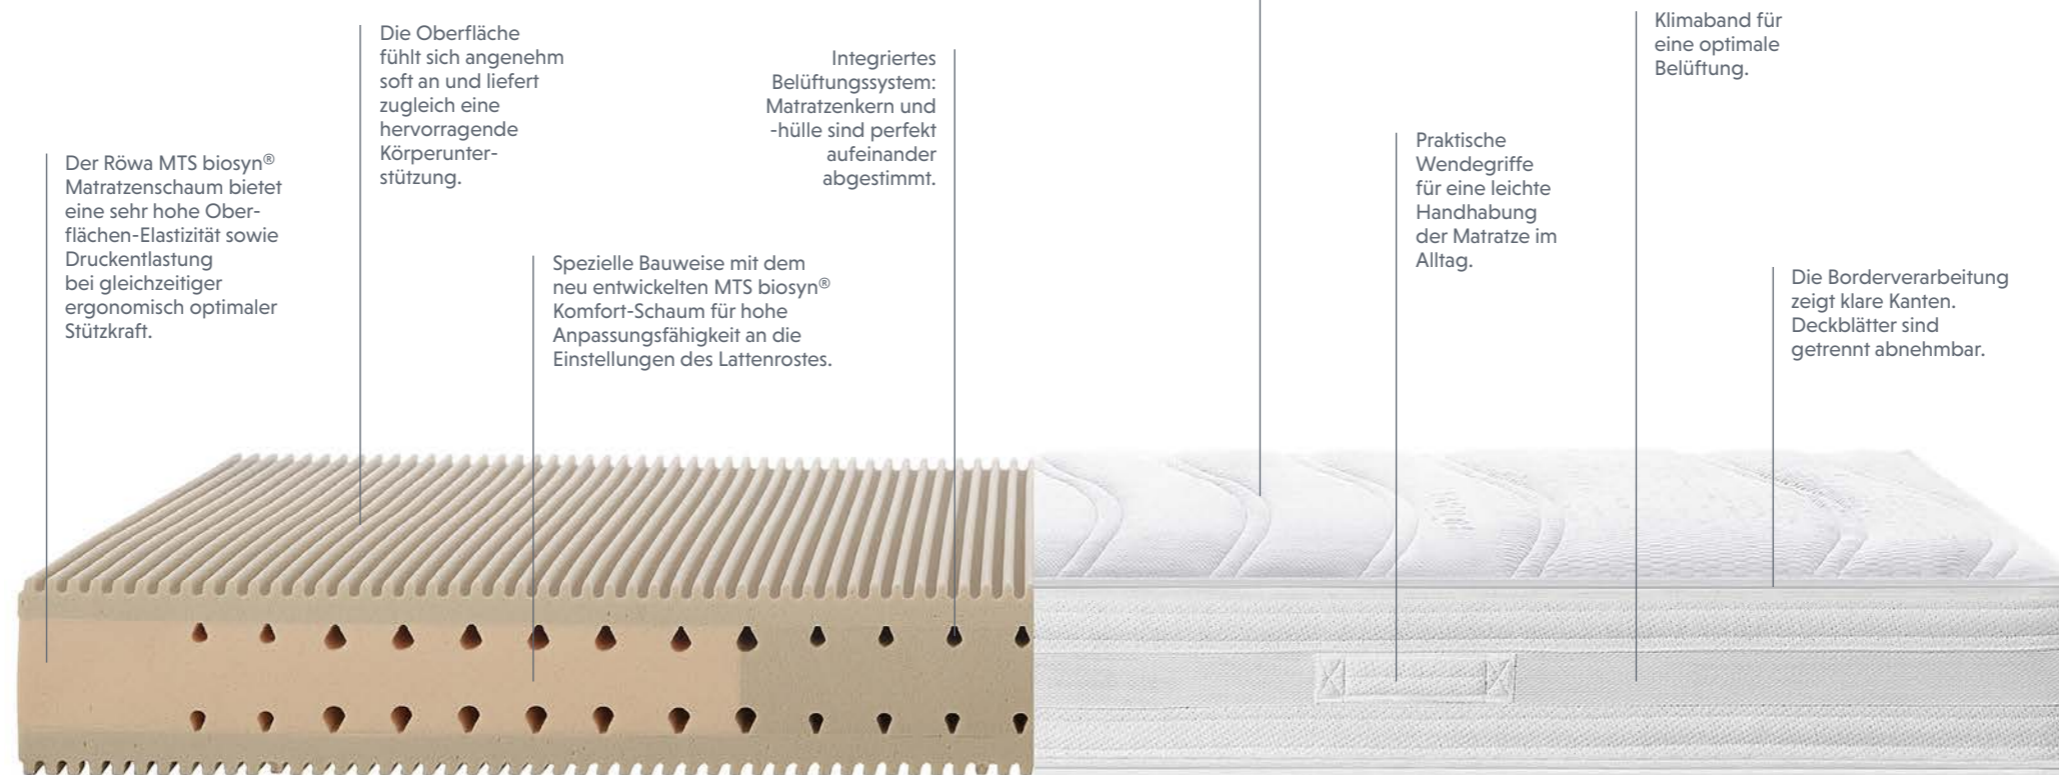 Der Röwa MTS biosyn®
Matratzenschaum bietet
eine sehr hohe Ober-
flächen-Elastizität sowie
Druckentlastung
bei gleichzeitiger
ergonomisch optimaler
Stützkraft.
Die Oberfläche
fühlt sich angenehm
soft an und liefert
zugleich eine
hervorragende
Körperunter-
stützung.
Spezielle Bauweise mit dem
neu entwickelten MTS biosyn®
Komfort-Schaum für hohe
Anpassungsfähigkeit an die
Einstellungen des Lattenrostes.
Integriertes
Belüftungssystem:
Matratzenkern und
-hülle sind perfekt
aufeinander
abgestimmt.
Praktische
Wendegriffe
für eine leichte
Handhabung
der Matratze im
Alltag.
Klimaband für
eine optimale
Belüftung.
Die Borderverarbeitung
zeigt klare Kanten.
Deckblätter sind
getrennt abnehmbar.